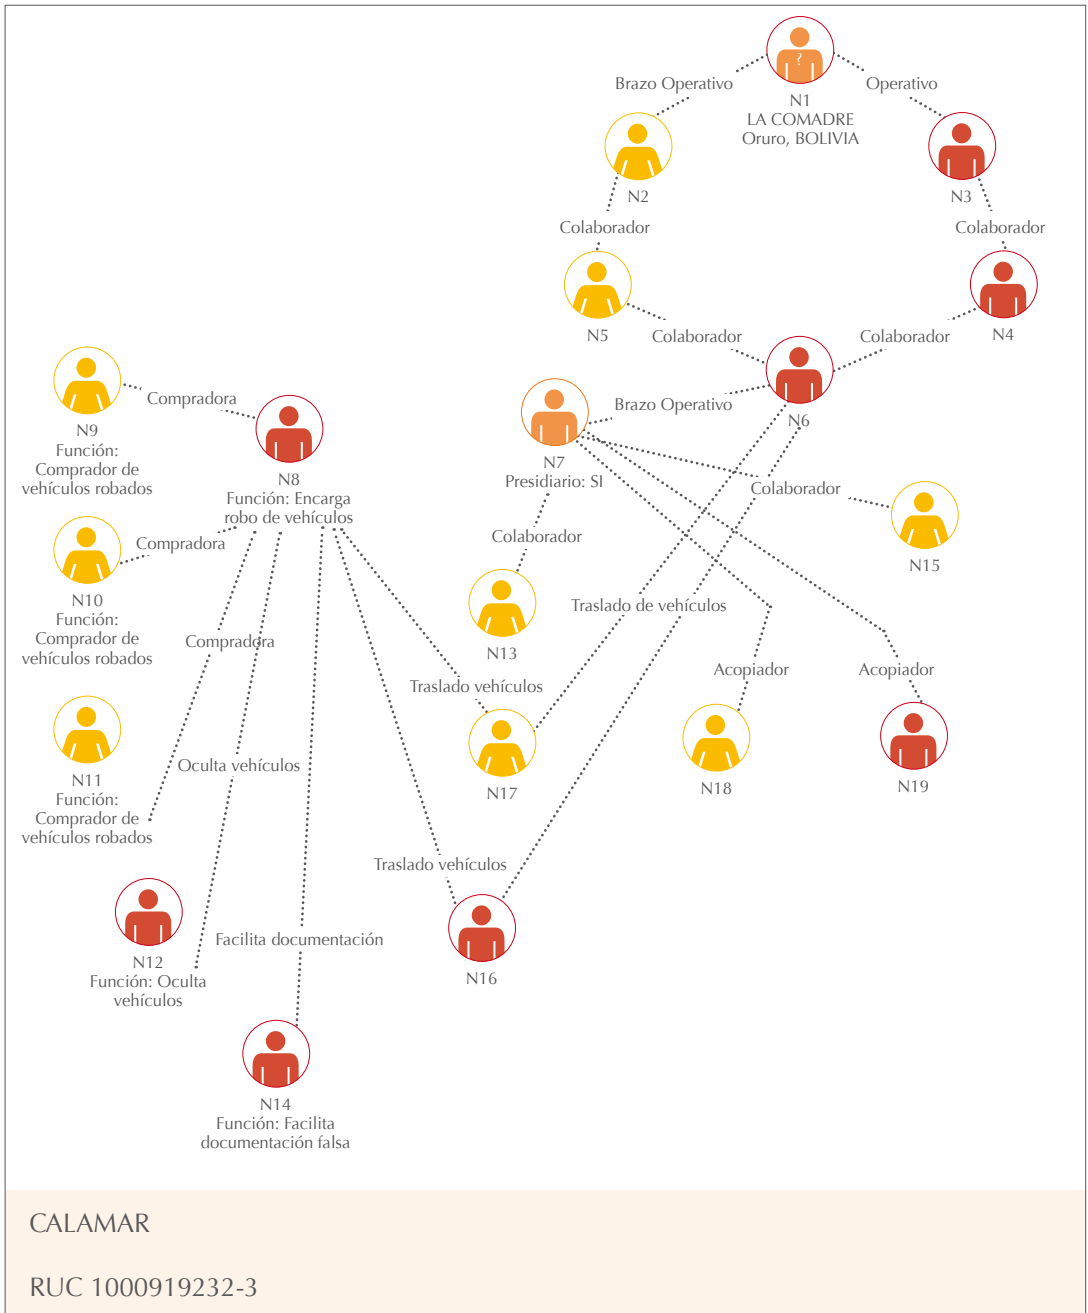 ?
Brazo Operativo
Operativo
N1
LA COMADRE
Oruro, BOLIVIA
N2
N3
Colaborador
Colaborador
N5
N4
Colaborador
Colaborador
Compradora
Brazo Operativo
N6
N9
Función:
Comprador de
vehículos robados
N8
Función: Encarga
robo de vehículos
N7
Presidiario: SI
Colaborador
Compradora
Colaborador
N15
N10
Función:
Comprador de
vehículos robados
Compradora
N13
Traslado de vehículos
Traslado vehículos
Acopiador
Acopiador
N11
Función:
Comprador de
vehículos robados
Oculta vehículos
N17
N18
N19
Traslado vehículos
N12
Función: Oculta
vehículos
Facilita documentación
N16
N14
Función: Facilita
documentación falsa
CALAMAR
RUC 1000919232-3